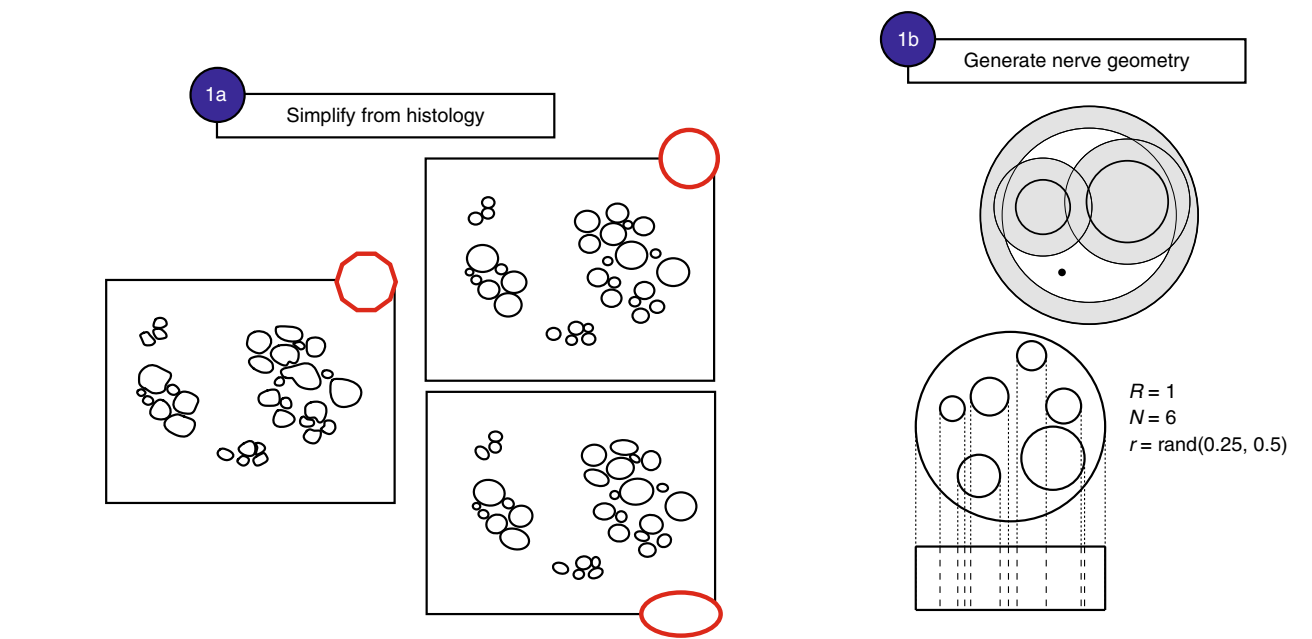 1a
Simplify from histology
1b
Generate nerve geometry
R = 1
N = 6
r = rand(0.25, 0.5)